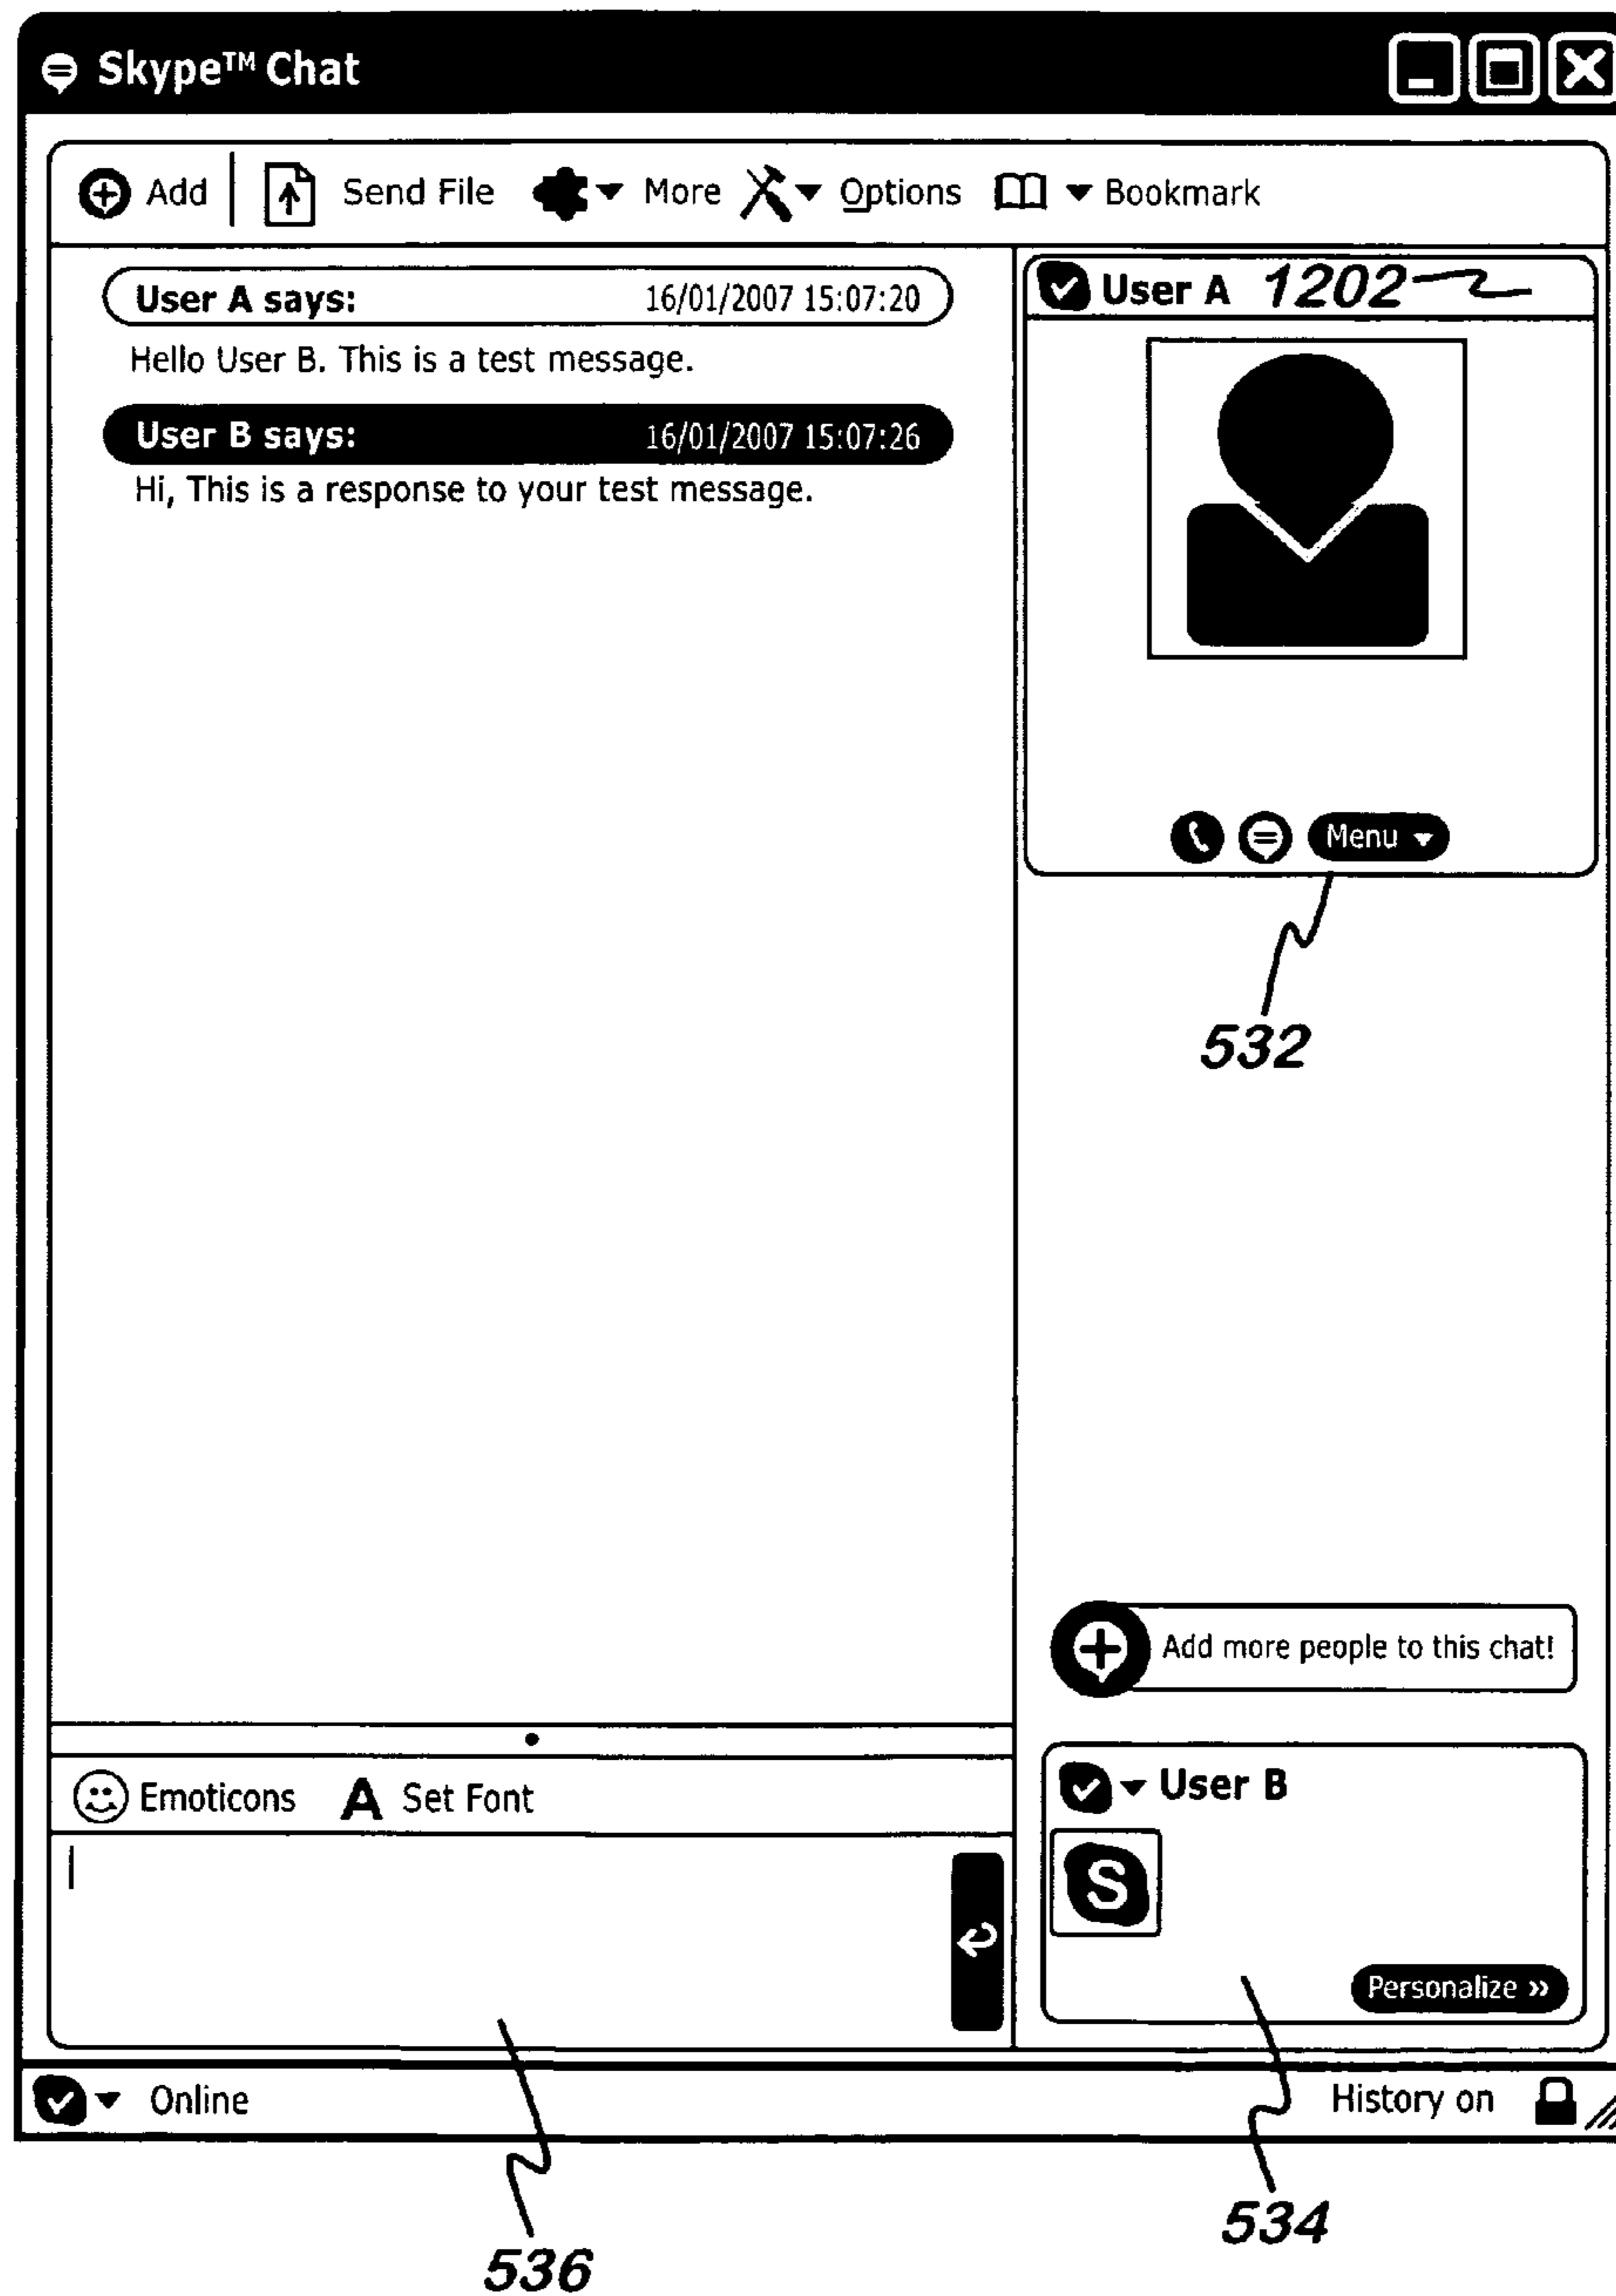 Skype™ Chat
Add Send File More Options Bookmark
User A says: 16/01/2007 15:07:20
Hello User B. This is a test message.
User B says: 16/01/2007 15:07:26
Hi, This is a response to your test message.
User A 1202
Menu
532
Add more people to this chat!
Emoticons A Set Font
User B
S
Personalize »
Online
History on
534
536